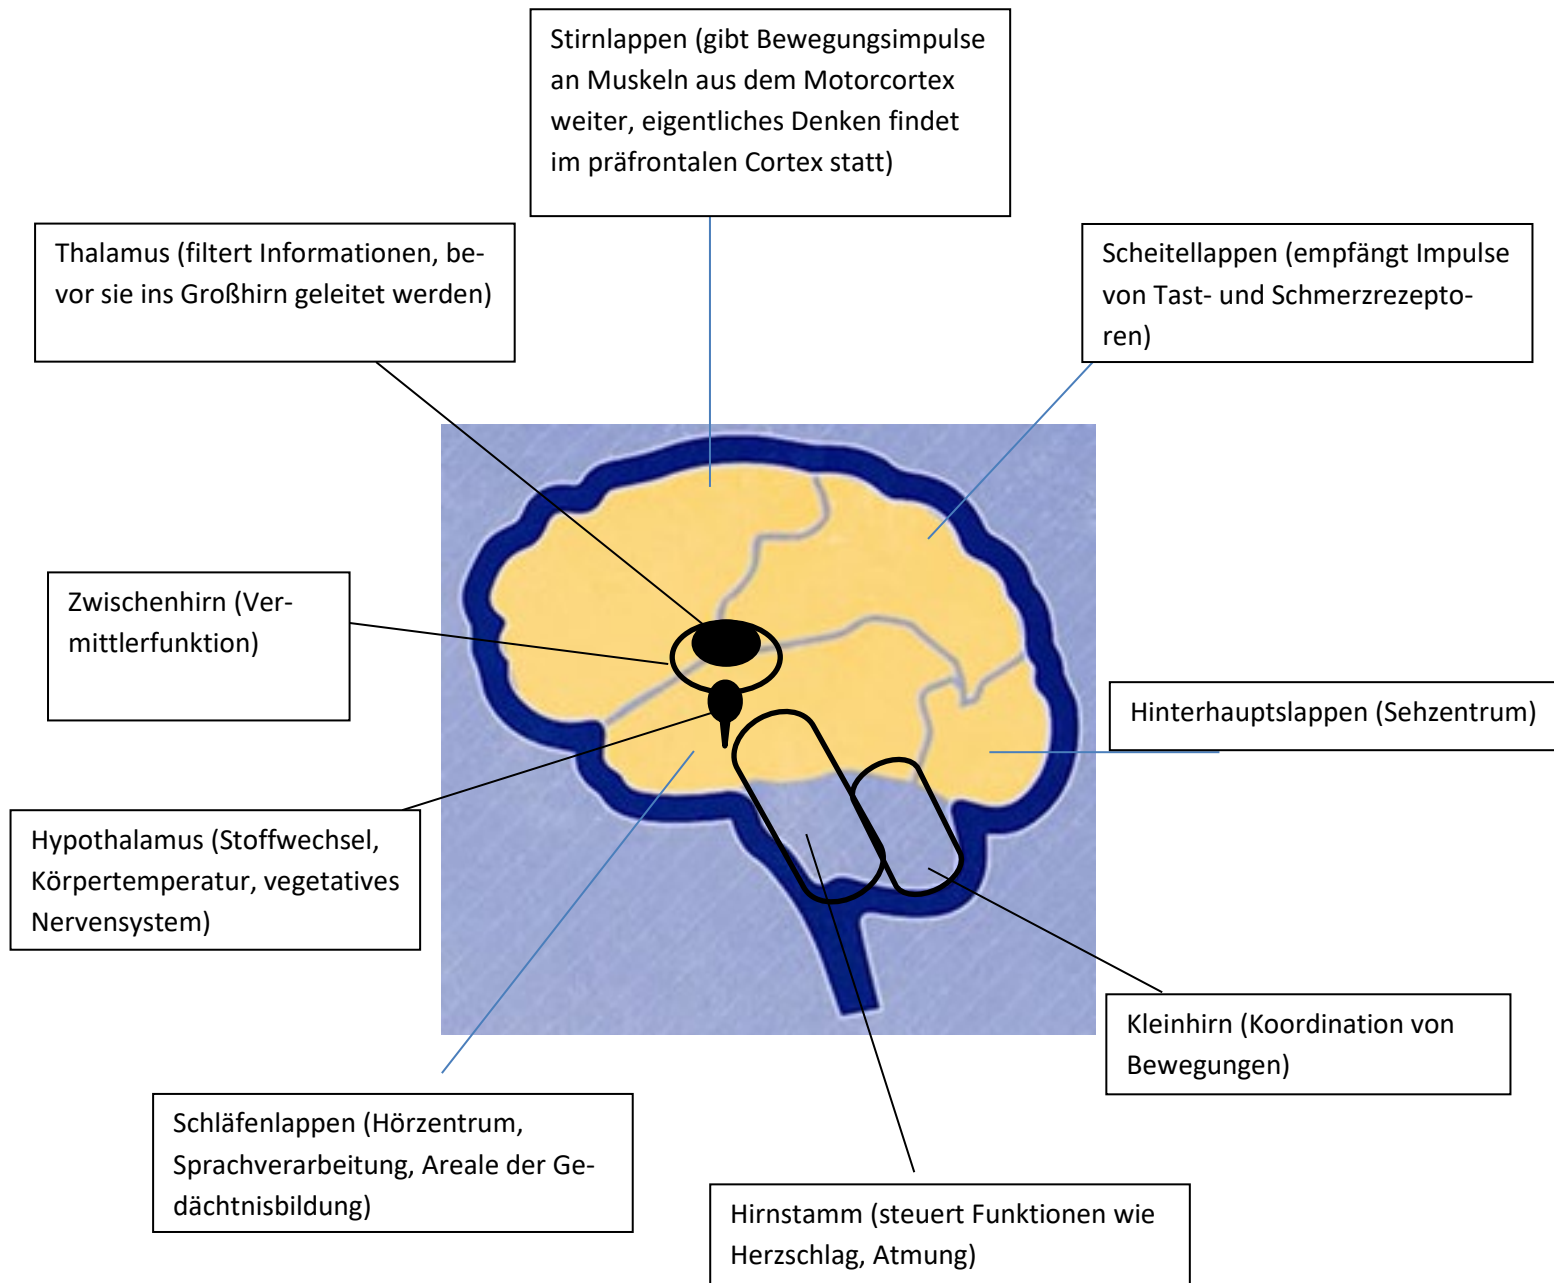 Stirnlappen (gibt Bewegungsimpulse
an Muskeln aus dem Motorcortex
weiter, eigentliches Denken findet
im präfrontalen Cortex statt)
Thalamus (filtert Informationen, be-
vor sie ins Großhirn geleitet werden)
Scheitellappen (empfängt Impulse
von Tast- und Schmerzrezepto-
ren)
Zwischenhirn (Ver-
mittlerfunktion)
Hinterhauptslappen (Sehzentrum)
Hypothalamus (Stoffwechsel,
Körpertemperatur, vegetatives
Nervensystem)
Kleinhirn (Koordination von
Bewegungen)
Schläfenlappen (Hörzentrum,
Sprachverarbeitung, Areale der Ge-
dächtnisbildung)
Hirnstamm (steuert Funktionen wie
Herzschlag, Atmung)